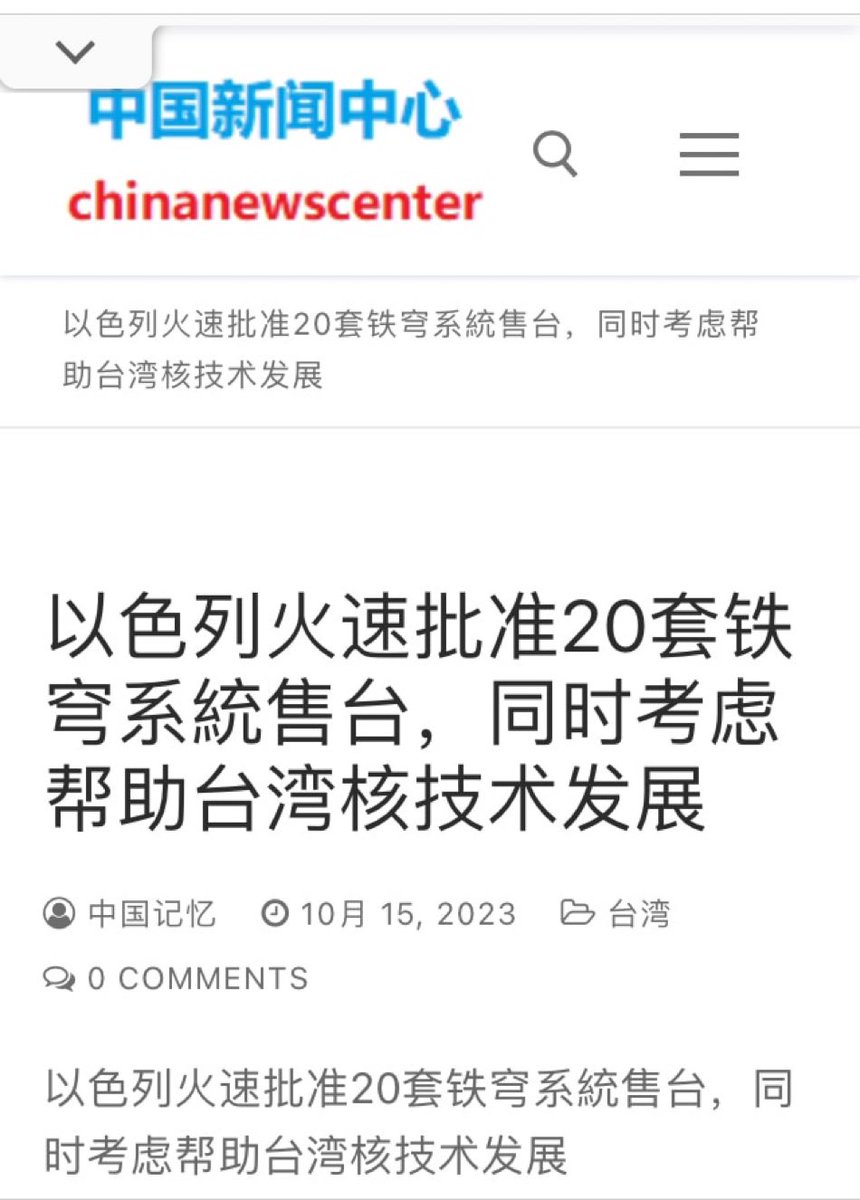 中国新闻中心
chinanewscenter
以色列火速批准20套铁穹系統售台，同时考虑帮
助台湾核技术发展
以色列火速批准20套铁
穹系統售台，同时考虑
帮助台湾核技术发展
中国记忆 10月 15, 2023 台湾
0 COMMENTS
以色列火速批准20套铁穹系統售台，同
时考虑帮助台湾核技术发展